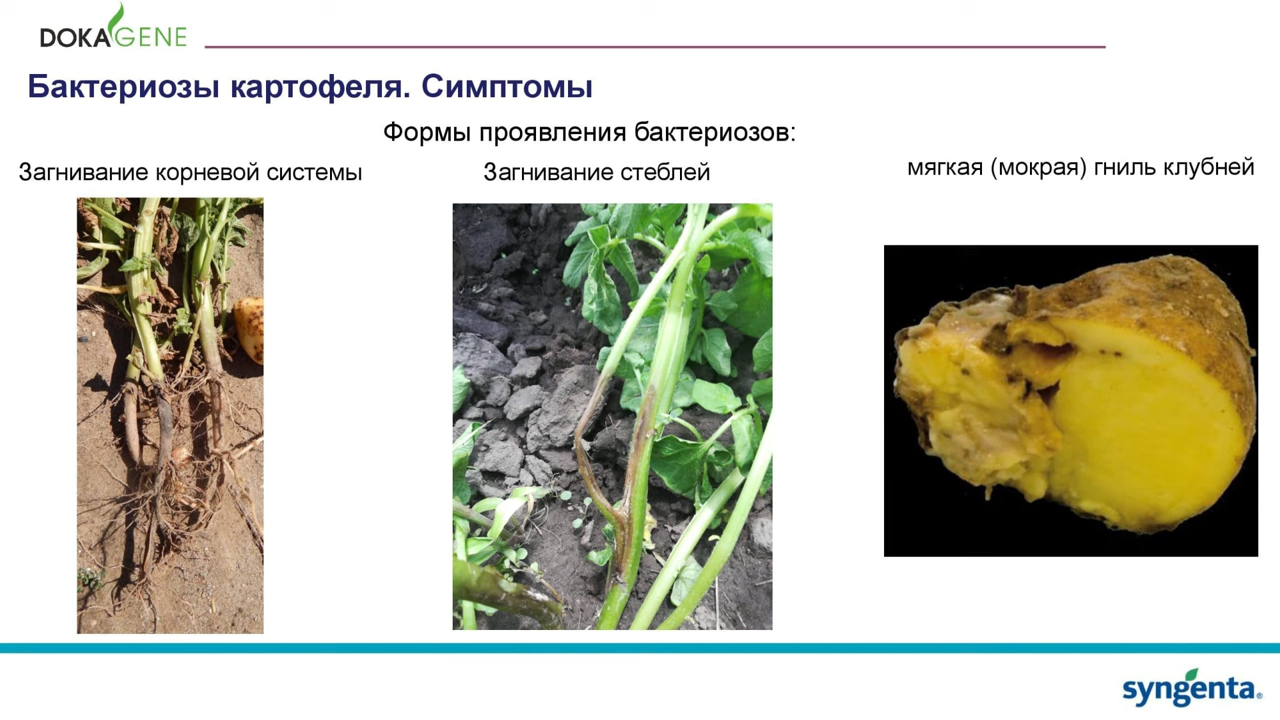 DOKAGENE
Бактериозы картофеля. Симптомы
Формы проявления бактериозов:
Загнивание корневой системы
Загнивание стеблей
мягкая (мокрая) гниль клубней
syngenta®